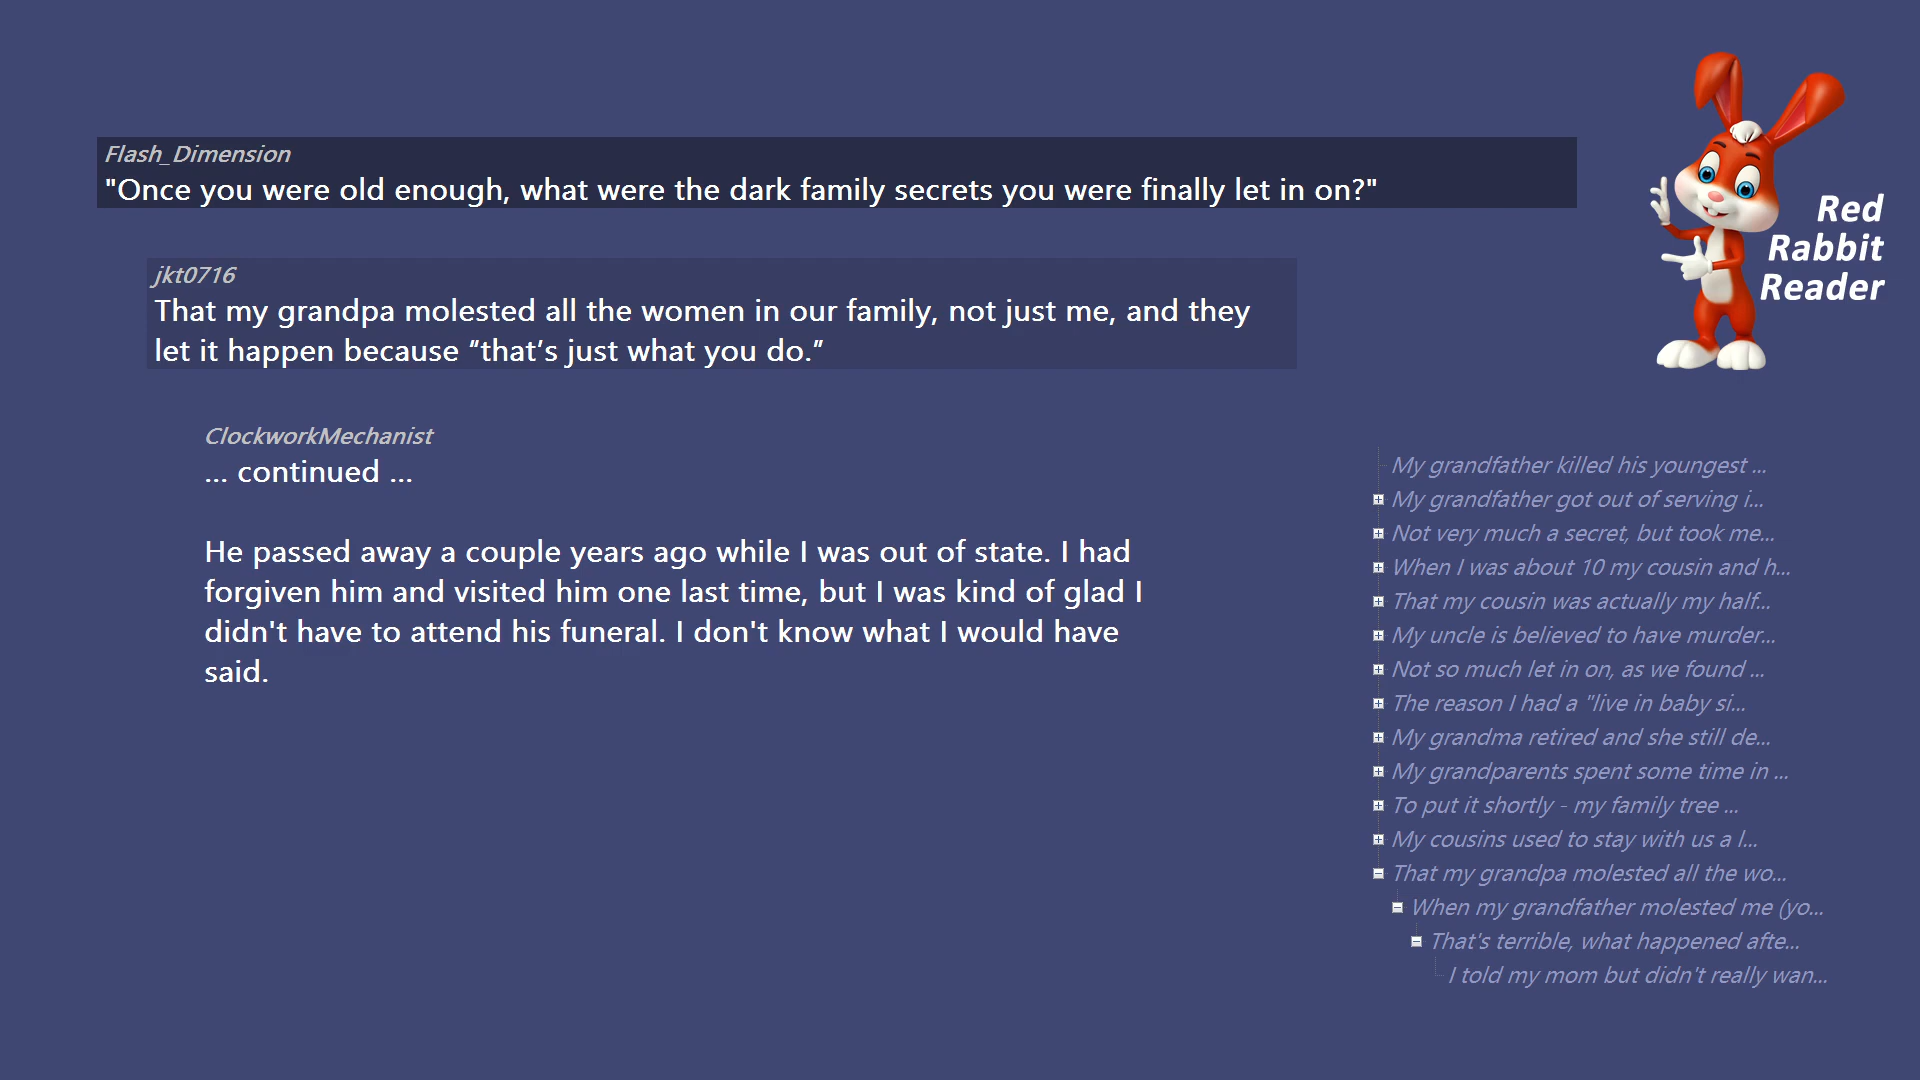 Flash_Dimension
"Once you were old enough, what were the dark family secrets you were finally let in on?"
jkt0716
That my grandpa molested all the women in our family, not just me, and they
let it happen because “that’s just what you do.”
ClockworkMechanist
... continued ...
He passed away a couple years ago while I was out of state. I had
forgiven him and visited him one last time, but I was kind of glad I
didn't have to attend his funeral. I don't know what I would have
said.
Red
Rabbit
Reader
My grandfather killed his youngest ...
My grandfather got out of serving i...
Not very much a secret, but took me...
When I was about 10 my cousin and h...
That my cousin was actually my half...
My uncle is believed to have murder...
Not so much let in on, as we found ...
The reason I had a "live in baby si...
My grandma retired and she still de...
My grandparents spent some time in ...
To put it shortly - my family tree ...
My cousins used to stay with us a l...
That my grandpa molested all the wo...
When my grandfather molested me (yo...
That's terrible, what happened afte...
I told my mom but didn't really wan...